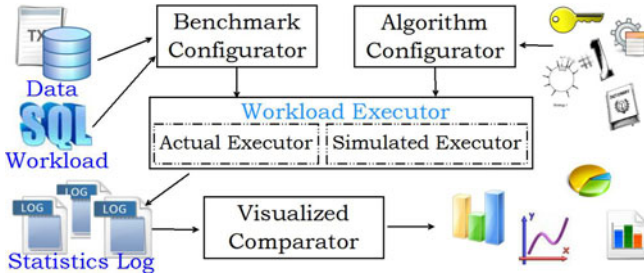 TX
Benchmark
Configurator
Algorithm
Configurator
Data
SQL
Workload
Workload Executor
Actual Executor
Simulated Executor
LOG
LOG
LOG
Statistics Log
Visualized
Comparator
y
x